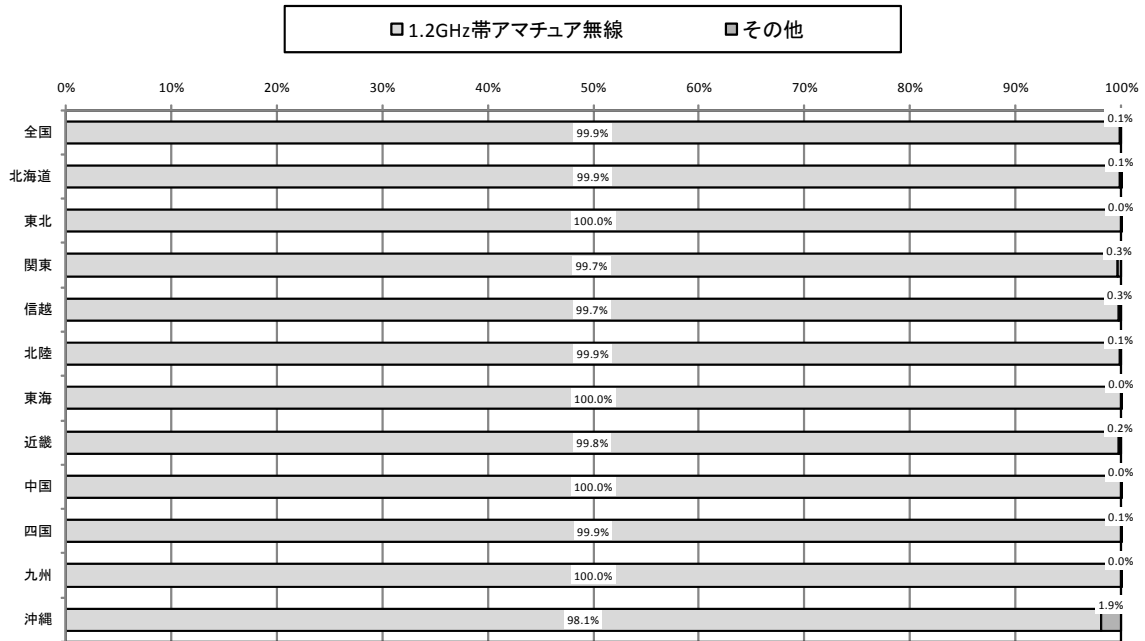 1.2GHz帯アマチュア無線 その他
0% 10% 20% 30% 40% 50% 60% 70% 80% 90% 100%
全国 99.9% 0.1%
北海道 99.9% 0.1%
東北 100.0% 0.0%
関東 99.7% 0.3%
信越 99.7% 0.3%
北陸 99.9% 0.1%
東海 100.0% 0.0%
近畿 99.8% 0.2%
中国 100.0% 0.0%
四国 99.9% 0.1%
九州 100.0% 0.0%
沖縄 98.1% 1.9%